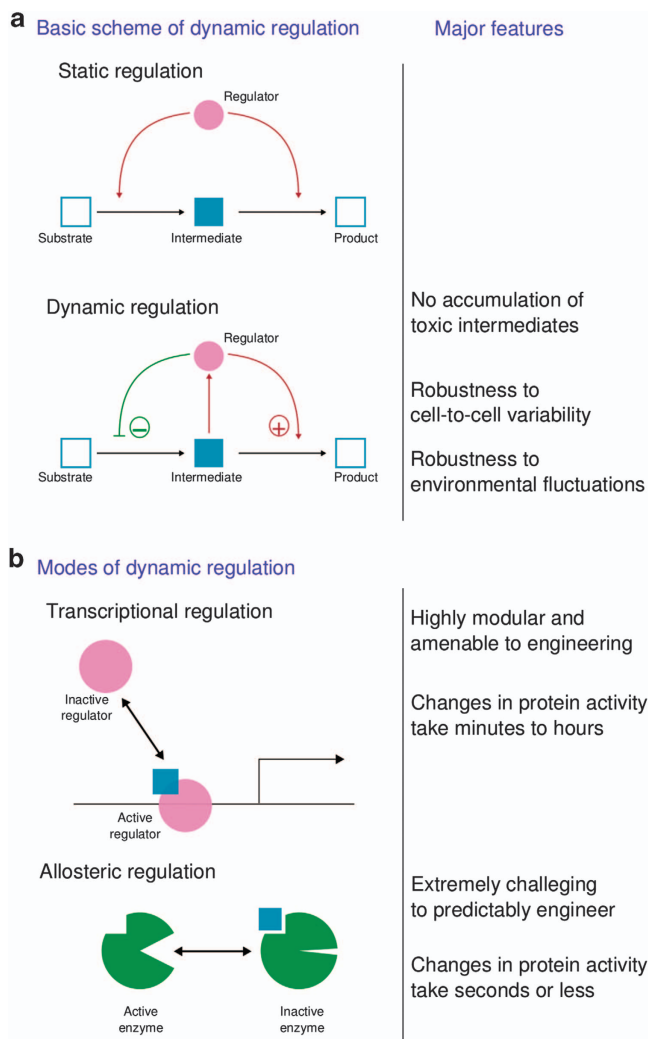 a
Basic scheme of dynamic regulation
Major features
Static regulation
Regulator
Substrate
Intermediate
Product
Dynamic regulation
Regulator
−
+
Substrate
Intermediate
Product
No accumulation of
toxic intermediates
Robustness to
cell-to-cell variability
Robustness to
environmental fluctuations
b
Modes of dynamic regulation
Transcriptional regulation
Inactive
regulator
Active
regulator
Highly modular and
amenable to engineering
Changes in protein activity
take minutes to hours
Allosteric regulation
Active
enzyme
Inactive
enzyme
Extremely challeging
to predictably engineer
Changes in protein activity
take seconds or less